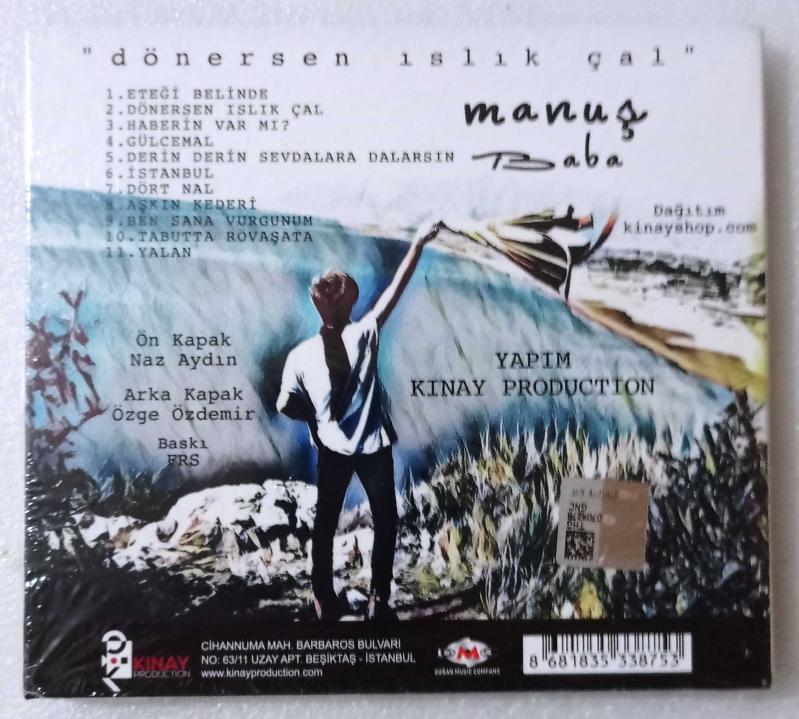 "dönersen ıslık çal"
1.ETEĞİ BELİNDE
2.DÖNERSEN ISLIK ÇAL
3.HABERİN VAR MI?
4.GÜLCEMAL
5.DERİN DERİN SEVDALARA DALARSIN
6.İSTANBUL
7.DÖRT NAL
8.AŞKIN KEDERİ
9.BEN SANA VURGUNUM
10.TABUTTA RÖVAŞATA
11.YALAN
manuş
Baba
Dağıtım
kinayshop.com
Ön Kapak
Naz Aydın
Arka Kapak
Özge Özdemir
Baskı
FRS
YAPIM
KINAY PRODUCTION
KINAY
PRODUCTION
CİHANNUMA MAH. BARBAROS BULVARI
NO: 63/11 UZAY APT. BEŞİKTAŞ - İSTANBUL
www.kinayproduction.com
M
DUBAN MUSIC COMPANY
8 681835 338753